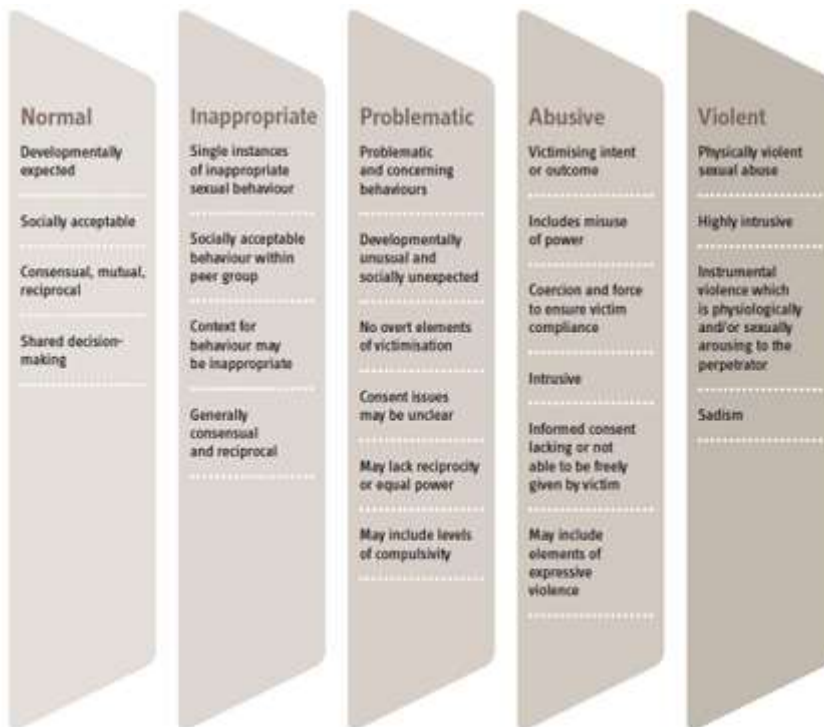 Normal
Developmentally
expected
Socially acceptable
Consensual, mutual,
reciprocal
Shared decision-
making
Inappropriate
Single instances
of inappropriate
sexual behaviour
Socially acceptable
behaviour within
peer group
Context for
behaviour may
be inappropriate
Generally
consensual
and reciprocal
Problematic
Problematic
and concerning
behaviours
Developmentally
unusual and
socially unexpected
No overt elements
of victimisation
Consent issues
may be unclear
May lack reciprocity
or equal power
May include levels
of compulsivity
Abusive
Victimising intent
or outcome
Includes misuse
of power
Coercion and force
to ensure victim
compliance
Intrusive
Informed consent
lacking or not
able to be freely
given by victim
May include
elements of
expressive
violence
Violent
Physically violent
sexual abuse
Highly intrusive
Instrumental
violence which
is physiologically
and/or sexually
arousing to the
perpetrator
Sadism